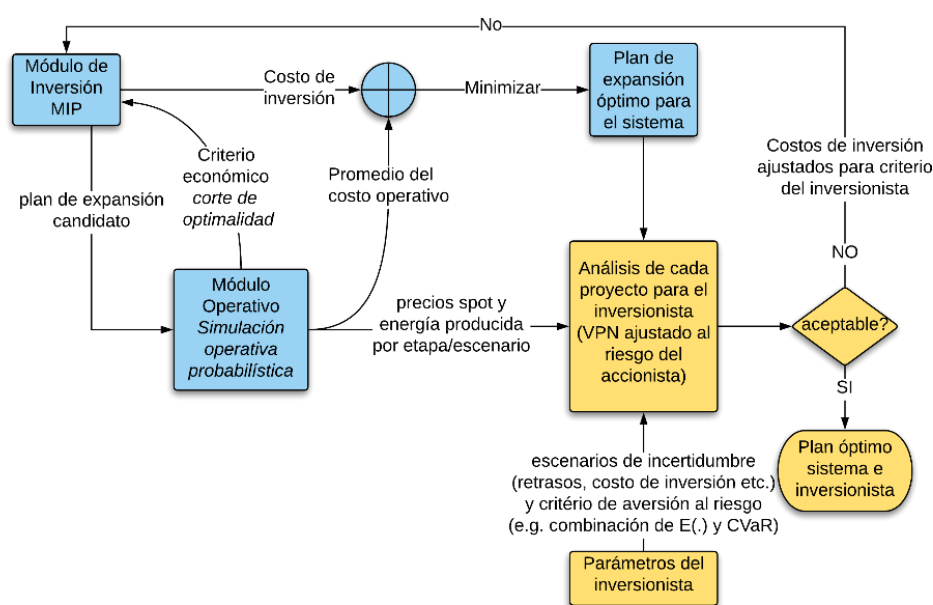 No
Módulo de
Inversión
MIP
Costo de
inversión
Minimizar
Plan de
expansión
óptimo para
el sistema
Costos de inversión
ajustados para criterio
del inversionista
Criterio
económico
corte de
optimalidad
Promedio del
costo operativo
plan de expansión
candidato
NO
Módulo
Operativo
Simulación
operativa
probabilística
precios spot y
energía producida
por etapa/escenario
Análisis de cada
proyecto para el
inversionista
(VPN ajustado al
riesgo del
accionista)
aceptable?
SI
Plan óptimo
sistema e
inversionista
escenarios de incertidumbre
(retrasos, costo de inversión etc.)
y critério de aversión al riesgo
(e.g. combinación de E(.) y CVaR)
Parámetros del
inversionista